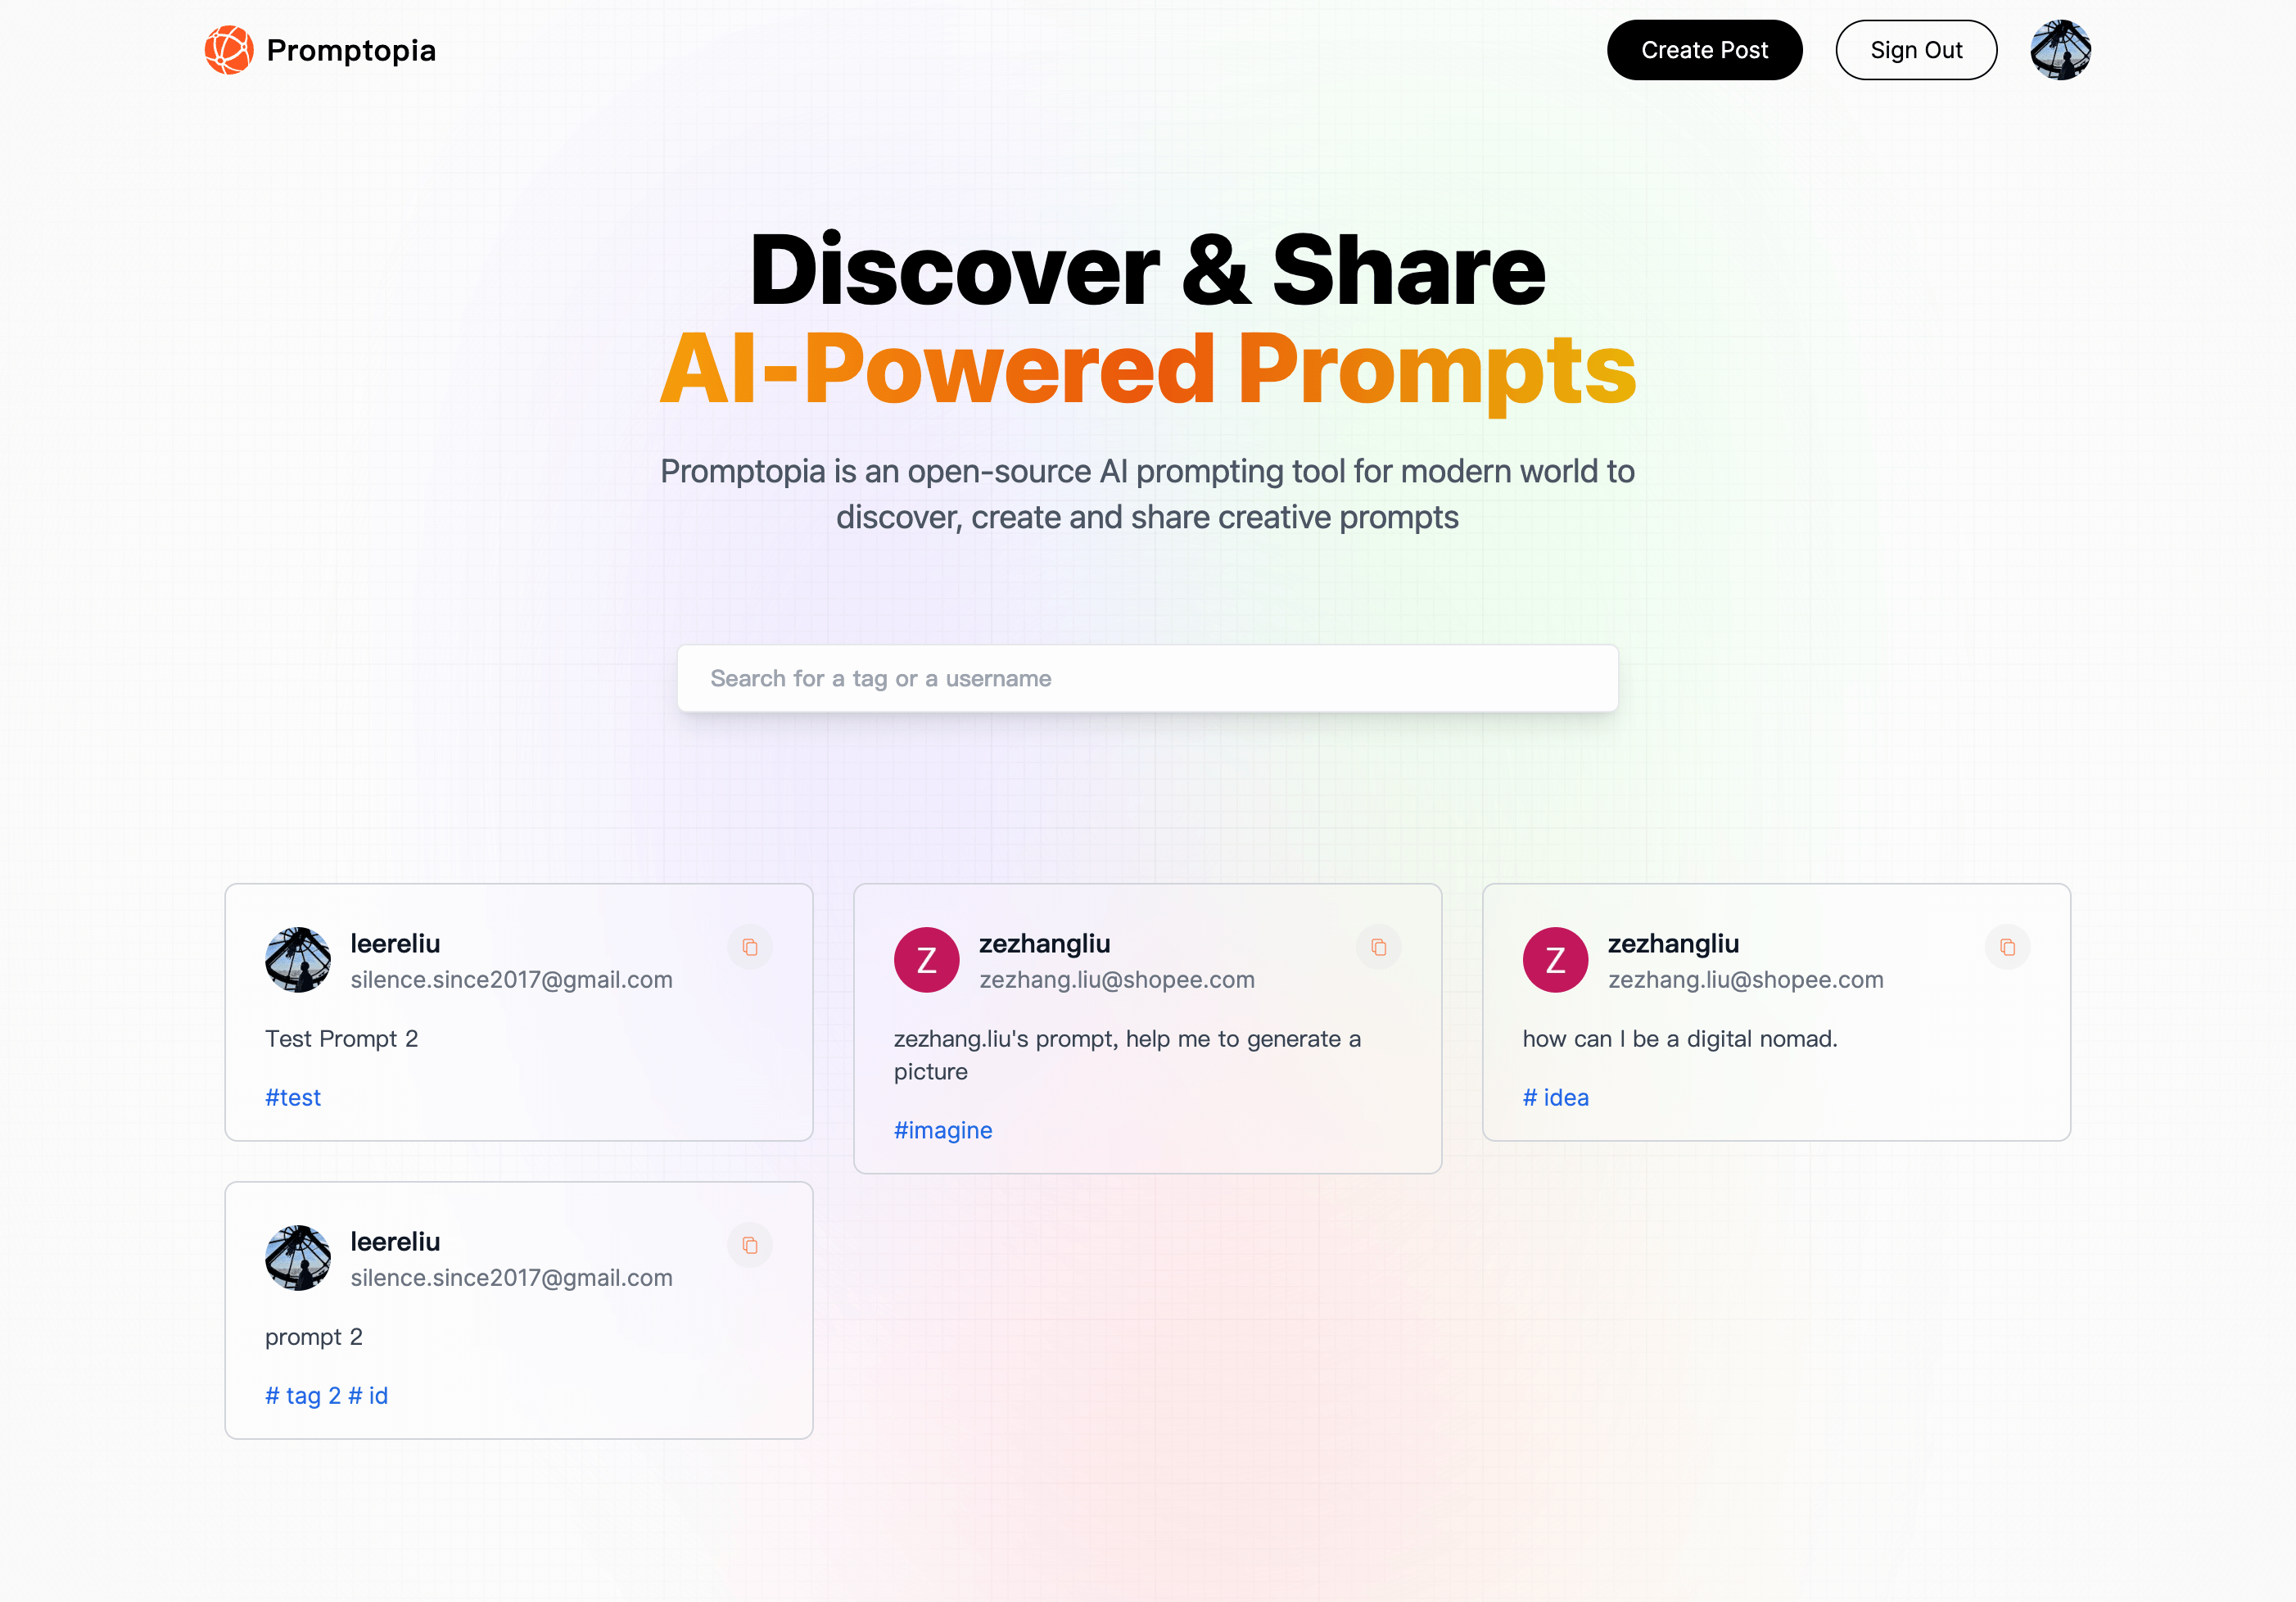 Promptopia
Create Post
Sign Out
Discover & Share
AI-Powered Prompts
Promptopia is an open-source AI prompting tool for modern world to
discover, create and share creative prompts
Search for a tag or a username
leereliu
silence.since2017@gmail.com
Test Prompt 2
#test
Z
zezhangliu
zezhang.liu@shopee.com
zezhang.liu's prompt, help me to generate a
picture
#imagine
Z
zezhangliu
zezhang.liu@shopee.com
how can I be a digital nomad.
# idea
leereliu
silence.since2017@gmail.com
prompt 2
# tag 2 # id